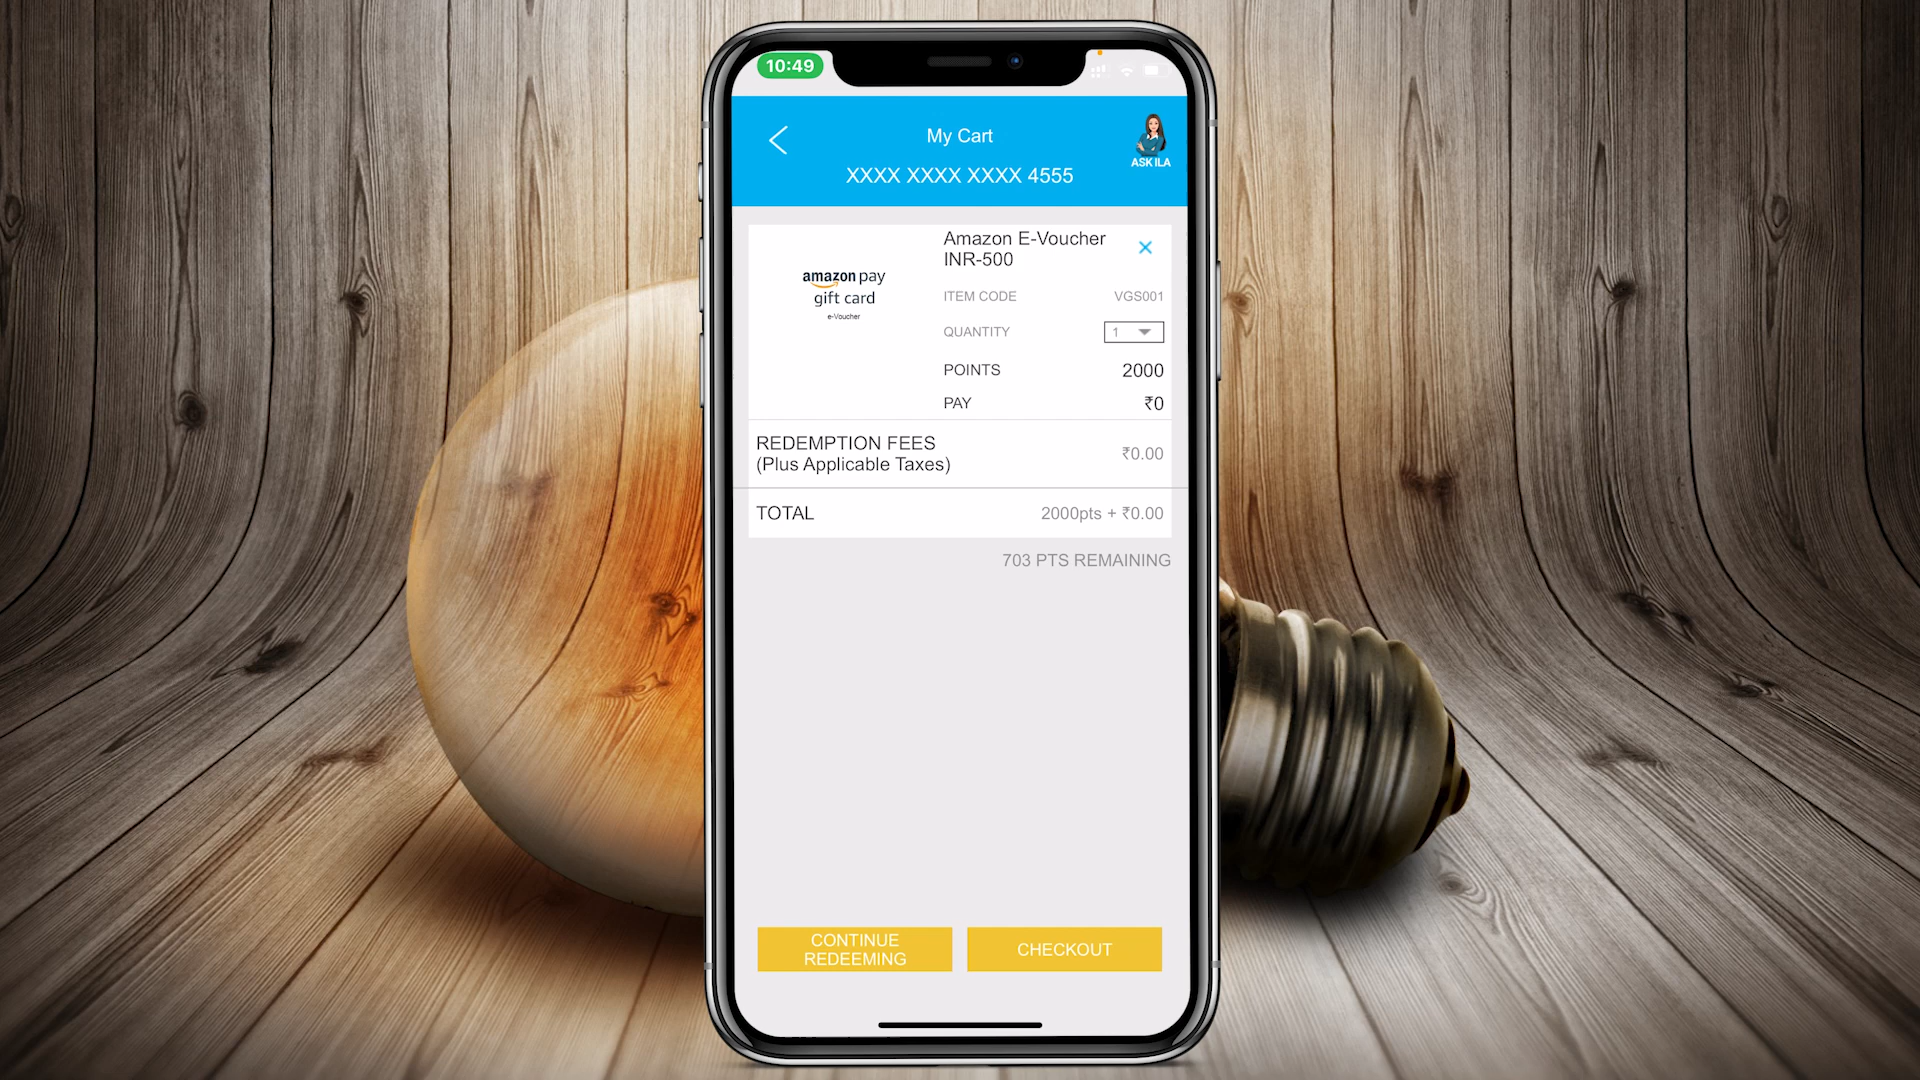 10:49
My Cart
XXXX XXXX XXXX 4555
ASK ILA
Amazon E-Voucher
INR-500
amazon pay
gift card
e-Voucher
ITEM CODE VGS001
QUANTITY 1
POINTS 2000
PAY ₹0
REDEMPTION FEES
(Plus Applicable Taxes) ₹0.00
TOTAL 2000pts + ₹0.00
703 PTS REMAINING
CONTINUE
REDEEMING
CHECKOUT